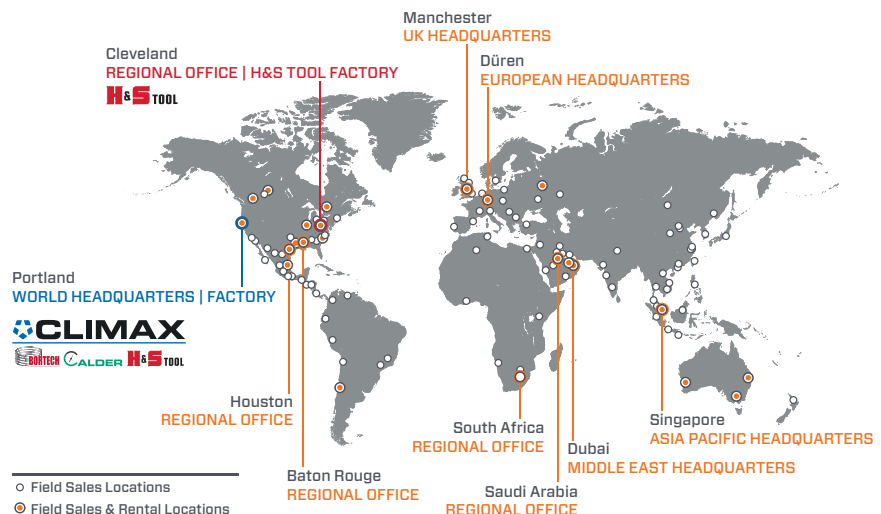 Manchester
UK HEADQUARTERS
Cleveland
REGIONAL OFFICE | H&S TOOL FACTORY
H&S TOOL
Düren
EUROPEAN HEADQUARTERS
Portland
WORLD HEADQUARTERS | FACTORY
CLIMAX
BORTECH CALDER H&S TOOL
Houston
REGIONAL OFFICE
Baton Rouge
REGIONAL OFFICE
South Africa
REGIONAL OFFICE
Dubai
MIDDLE EAST HEADQUARTERS
Saudi Arabia
REGIONAL OFFICE
Singapore
ASIA PACIFIC HEADQUARTERS
Field Sales Locations
Field Sales & Rental Locations